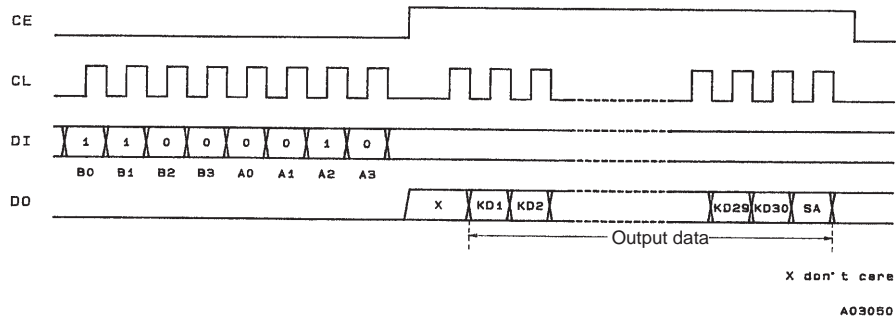 CE
CL
DI 1 1 0 0 0 0 1 0
B0 B1 B2 B3 A0 A1 A2 A3
DO X KD1 KD2 KD29 KD30 SA
Output data
X don't care
A03050